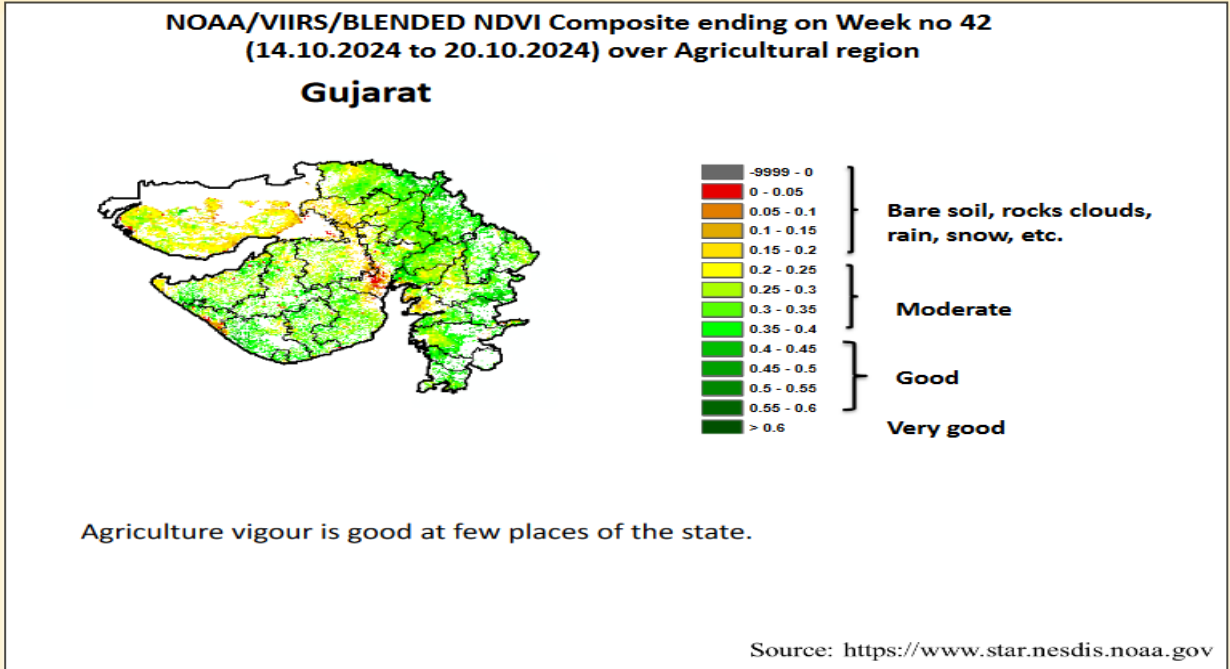 NOAA/VIIRS/BLENDED NDVI Composite ending on Week no 42
(14.10.2024 to 20.10.2024) over Agricultural region
Gujarat
-9999 - 0
0 - 0.05
0.05 - 0.1
0.1 - 0.15
0.15 - 0.2
Bare soil, rocks clouds,
rain, snow, etc.
0.2 - 0.25
0.25 - 0.3
0.3 - 0.35
0.35 - 0.4
Moderate
0.4 - 0.45
0.45 - 0.5
0.5 - 0.55
0.55 - 0.6
Good
> 0.6
Very good
Agriculture vigour is good at few places of the state.
Source: https://www.star.nesdis.noaa.gov